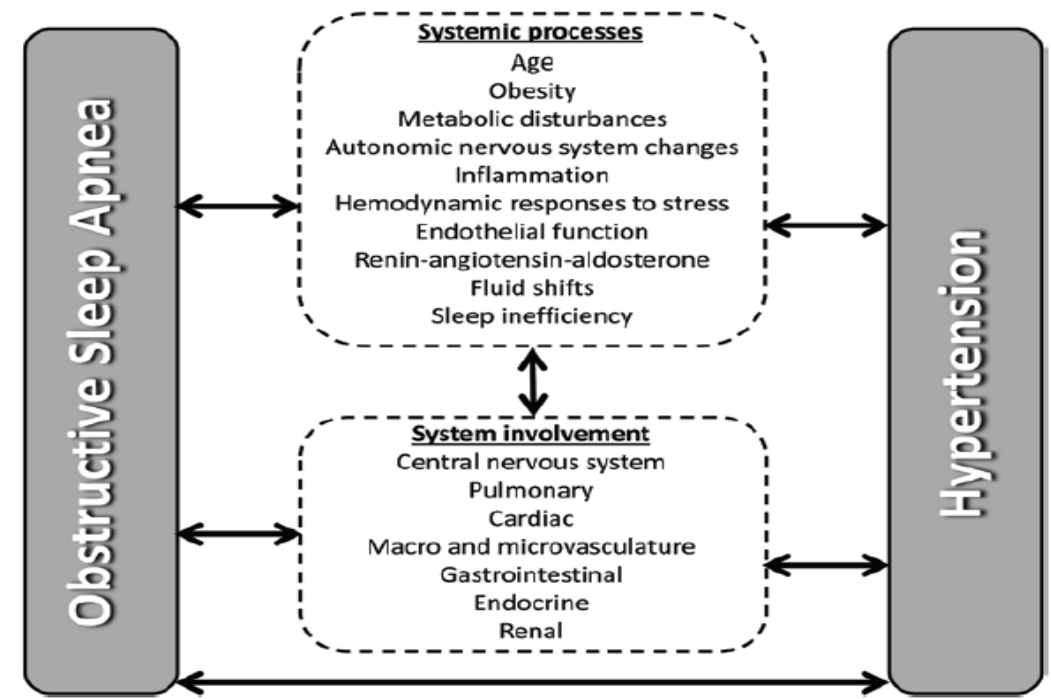 Obstructive Sleep Apnea
Systemic processes
Age
Obesity
Metabolic disturbances
Autonomic nervous system changes
Inflammation
Hemodynamic responses to stress
Endothelial function
Renin-angiotensin-aldosterone
Fluid shifts
Sleep inefficiency
System involvement
Central nervous system
Pulmonary
Cardiac
Macro and microvasculature
Gastrointestinal
Endocrine
Renal
Hypertension